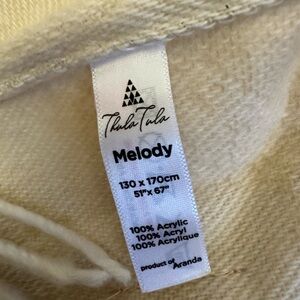 Thula Tula
Melody
130 x 170cm
51" x 67"
100% Acrylic
100% Acryl
100% Acrylique
product of Aranda